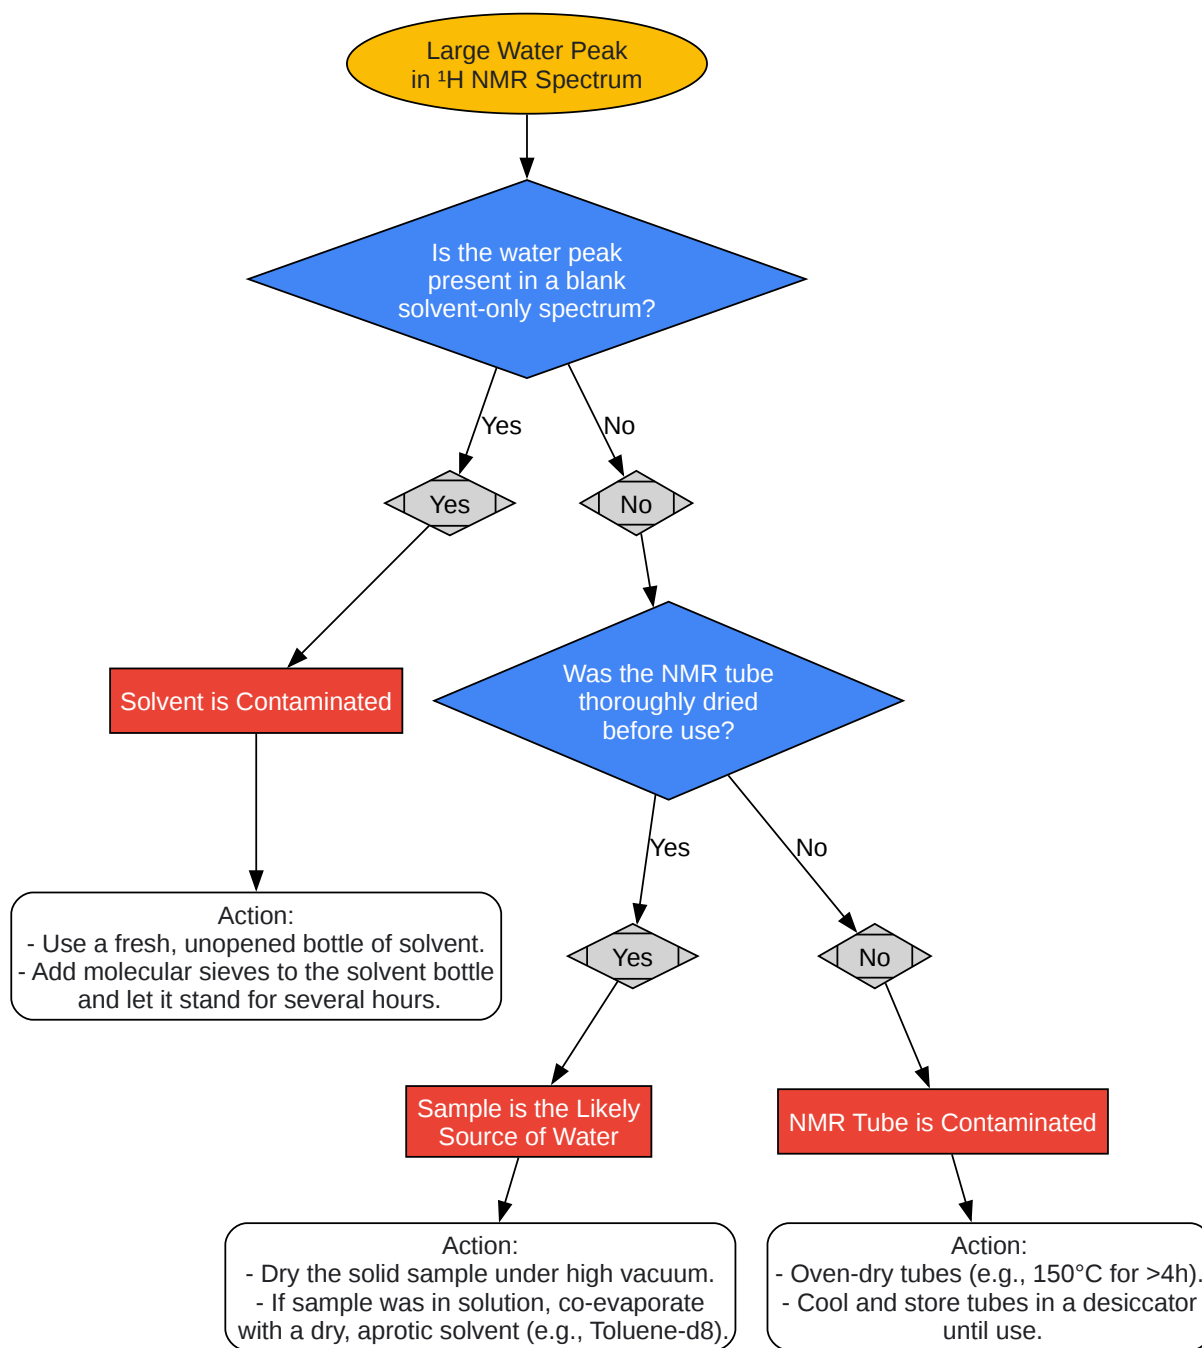 Large Water Peak
in ¹H NMR Spectrum
Is the water peak
present in a blank
solvent-only spectrum?
Yes
No
Yes
No
Solvent is Contaminated
Was the NMR tube
thoroughly dried
before use?
Yes
No
Action:
- Use a fresh, unopened bottle of solvent.
- Add molecular sieves to the solvent bottle
and let it stand for several hours.
Yes
No
Sample is the Likely
Source of Water
NMR Tube is Contaminated
Action:
- Dry the solid sample under high vacuum.
- If sample was in solution, co-evaporate
with a dry, aprotic solvent (e.g., Toluene-d8).
Action:
- Oven-dry tubes (e.g., 150°C for >4h).
- Cool and store tubes in a desiccator
until use.